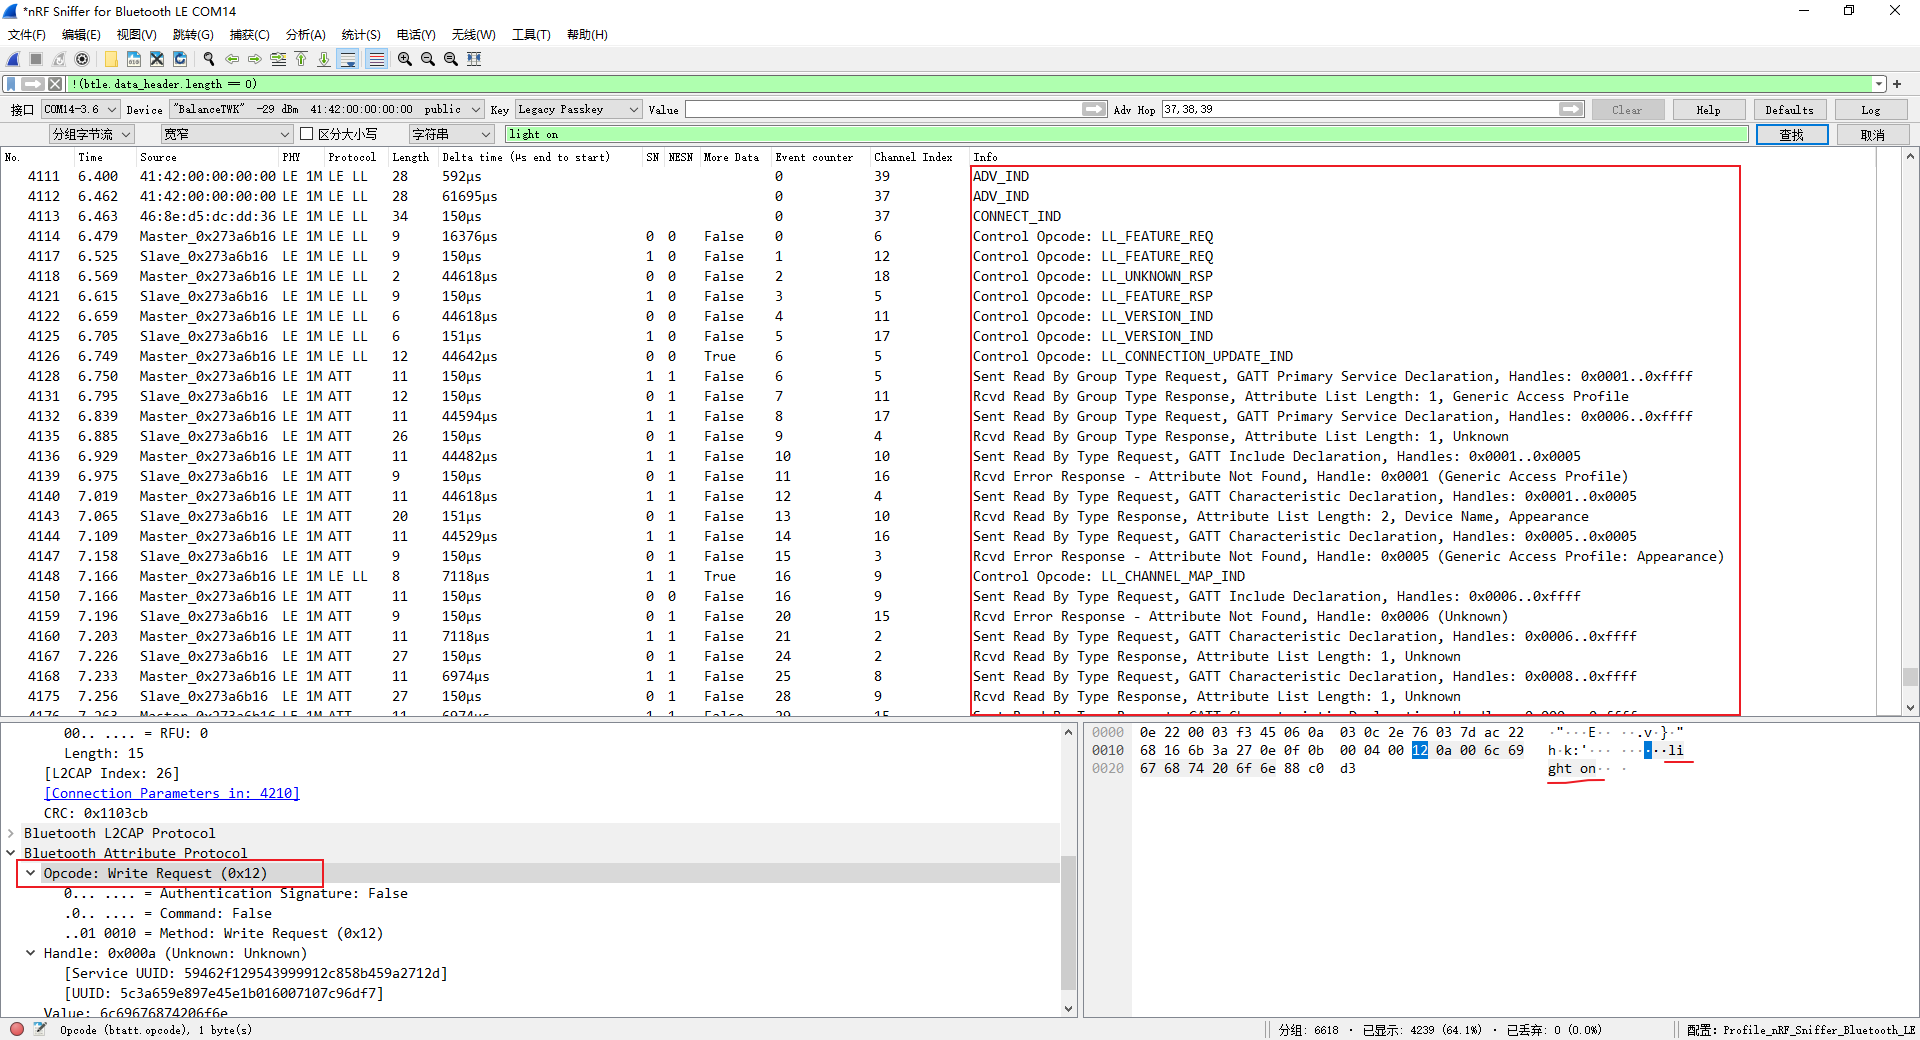 *nRF Sniffer for Bluetooth LE COM14
文件(F) 编辑(E) 视图(V) 跳转(G) 捕获(C) 分析(A) 统计(S) 电话(Y) 无线(W) 工具(T) 帮助(H)
!(btle.data_header.length == 0)
接口 COM14-3.6 Device "BalanceTWK" -29 dBm 41:42:00:00:00:00 public Key Legacy Passkey Value Adv Hop 37,38,39 Clear Help Defaults Log
分组字节流 宽窄 区分大小写 字符串 light on 查找 取消
No. Time Source PHY Protocol Length Delta time (µs end to start) SN NESN More Data Event counter Channel Index Info
4111 6.400 41:42:00:00:00:00 LE 1M LE LL 28 592µs 0 39 ADV_IND
4112 6.462 41:42:00:00:00:00 LE 1M LE LL 28 61695µs 0 37 ADV_IND
4113 6.463 46:8e:d5:dc:dd:36 LE 1M LE LL 34 150µs 0 37 CONNECT_IND
4114 6.479 Master_0x273a6b16 LE 1M LE LL 9 16376µs 0 0 False 0 6 Control Opcode: LL_FEATURE_REQ
4117 6.525 Slave_0x273a6b16 LE 1M LE LL 9 150µs 1 0 False 1 12 Control Opcode: LL_FEATURE_REQ
4118 6.569 Master_0x273a6b16 LE 1M LE LL 2 44618µs 0 0 False 2 18 Control Opcode: LL_UNKNOWN_RSP
4121 6.615 Slave_0x273a6b16 LE 1M LE LL 9 150µs 1 0 False 3 5 Control Opcode: LL_FEATURE_RSP
4122 6.659 Master_0x273a6b16 LE 1M LE LL 6 44618µs 0 0 False 4 11 Control Opcode: LL_VERSION_IND
4125 6.705 Slave_0x273a6b16 LE 1M LE LL 6 151µs 1 0 False 5 17 Control Opcode: LL_VERSION_IND
4126 6.749 Master_0x273a6b16 LE 1M LE LL 12 44642µs 0 0 True 6 5 Control Opcode: LL_CONNECTION_UPDATE_IND
4128 6.750 Master_0x273a6b16 LE 1M ATT 11 150µs 1 1 False 6 5 Sent Read By Group Type Request, GATT Primary Service Declaration, Handles: 0x0001..0xffff
4131 6.795 Slave_0x273a6b16 LE 1M ATT 12 150µs 0 1 False 7 11 Rcvd Read By Group Type Response, Attribute List Length: 1, Generic Access Profile
4132 6.839 Master_0x273a6b16 LE 1M ATT 11 44594µs 1 1 False 8 17 Sent Read By Group Type Request, GATT Primary Service Declaration, Handles: 0x0006..0xffff
4135 6.885 Slave_0x273a6b16 LE 1M ATT 26 150µs 0 1 False 9 4 Rcvd Read By Group Type Response, Attribute List Length: 1, Unknown
4136 6.929 Master_0x273a6b16 LE 1M ATT 11 44482µs 1 1 False 10 10 Sent Read By Type Request, GATT Include Declaration, Handles: 0x0001..0x0005
4139 6.975 Slave_0x273a6b16 LE 1M ATT 9 150µs 0 1 False 11 16 Rcvd Error Response - Attribute Not Found, Handle: 0x0001 (Generic Access Profile)
4140 7.019 Master_0x273a6b16 LE 1M ATT 11 44618µs 1 1 False 12 4 Sent Read By Type Request, GATT Characteristic Declaration, Handles: 0x0001..0x0005
4143 7.065 Slave_0x273a6b16 LE 1M ATT 20 151µs 0 1 False 13 10 Rcvd Read By Type Response, Attribute List Length: 2, Device Name, Appearance
4144 7.109 Master_0x273a6b16 LE 1M ATT 11 44529µs 1 1 False 14 16 Sent Read By Type Request, GATT Characteristic Declaration, Handles: 0x0005..0x0005
4147 7.158 Slave_0x273a6b16 LE 1M ATT 9 150µs 0 1 False 15 3 Rcvd Error Response - Attribute Not Found, Handle: 0x0005 (Generic Access Profile: Appearance)
4148 7.166 Master_0x273a6b16 LE 1M LE LL 8 7118µs 1 1 True 16 9 Control Opcode: LL_CHANNEL_MAP_IND
4150 7.166 Master_0x273a6b16 LE 1M ATT 11 150µs 0 0 False 16 9 Sent Read By Type Request, GATT Include Declaration, Handles: 0x0006..0xffff
4159 7.196 Slave_0x273a6b16 LE 1M ATT 9 150µs 0 1 False 20 15 Rcvd Error Response - Attribute Not Found, Handle: 0x0006 (Unknown)
4160 7.203 Master_0x273a6b16 LE 1M ATT 11 7118µs 1 1 False 21 2 Sent Read By Type Request, GATT Characteristic Declaration, Handles: 0x0006..0xffff
4167 7.226 Slave_0x273a6b16 LE 1M ATT 27 150µs 0 1 False 24 2 Rcvd Read By Type Response, Attribute List Length: 1, Unknown
4168 7.233 Master_0x273a6b16 LE 1M ATT 11 6974µs 1 1 False 25 8 Sent Read By Type Request, GATT Characteristic Declaration, Handles: 0x0008..0xffff
4175 7.256 Slave_0x273a6b16 LE 1M ATT 27 150µs 0 1 False 28 9 Rcvd Read By Type Response, Attribute List Length: 1, Unknown
00.. .... = RFU: 0
Length: 15
[L2CAP Index: 26]
[Connection Parameters in: 4210]
CRC: 0x1103cb
Bluetooth L2CAP Protocol
Bluetooth Attribute Protocol
Opcode: Write Request (0x12)
0... .... = Authentication Signature: False
.0.. .... = Command: False
..01 0010 = Method: Write Request (0x12)
Handle: 0x000a (Unknown: Unknown)
[Service UUID: 59462f129543999912c858b459a2712d]
[UUID: 5c3a659e897e45e1b016007107c96df7]
Value: 6c69676874206f6e
0000 0e 22 00 03 f3 45 06 0a 03 0c 2e 76 03 7d ac 22 ·"···E·· ··.v·}·"
0010 68 16 6b 3a 27 0e 0f 0b 00 04 00 12 0a 00 6c 69 h·k:'··· ······li
0020 67 68 74 20 6f 6e 88 c0 d3 ght on·· ·
Opcode (btatt.opcode), 1 byte(s)
分组: 6618 · 已显示: 4239 (64.1%) · 已丢弃: 0 (0.0%)
配置: Profile_nRF_Sniffer_Bluetooth_LE